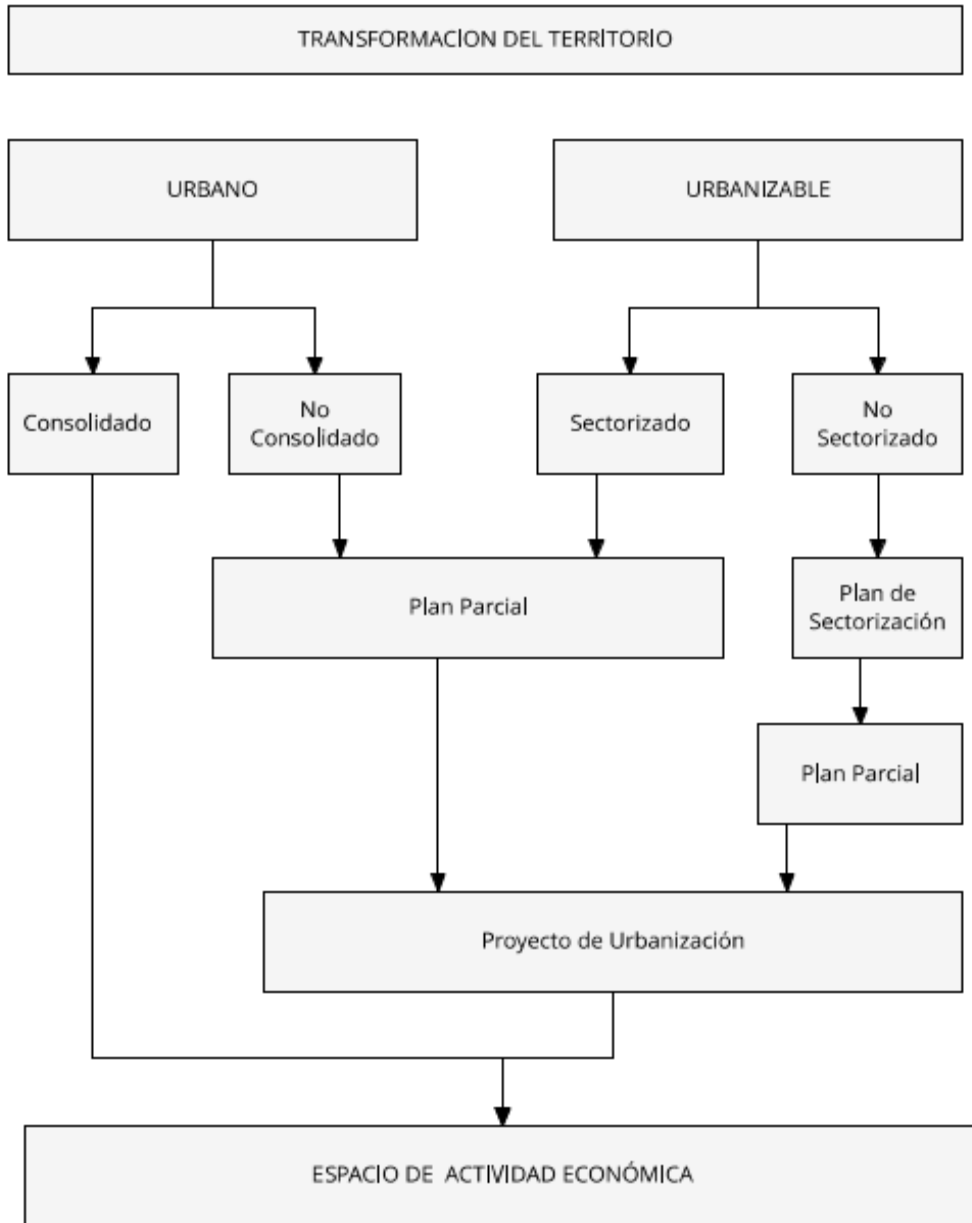 TRANSFORMACION DEL TERRITORIO
URBANO
URBANIZABLE
Consolidado
No
Consolidado
Sectorizado
No
Sectorizado
Plan Parcial
Plan de
Sectorización
Plan Parcial
Proyecto de Urbanización
ESPACIO DE ACTIVIDAD ECONÓMICA